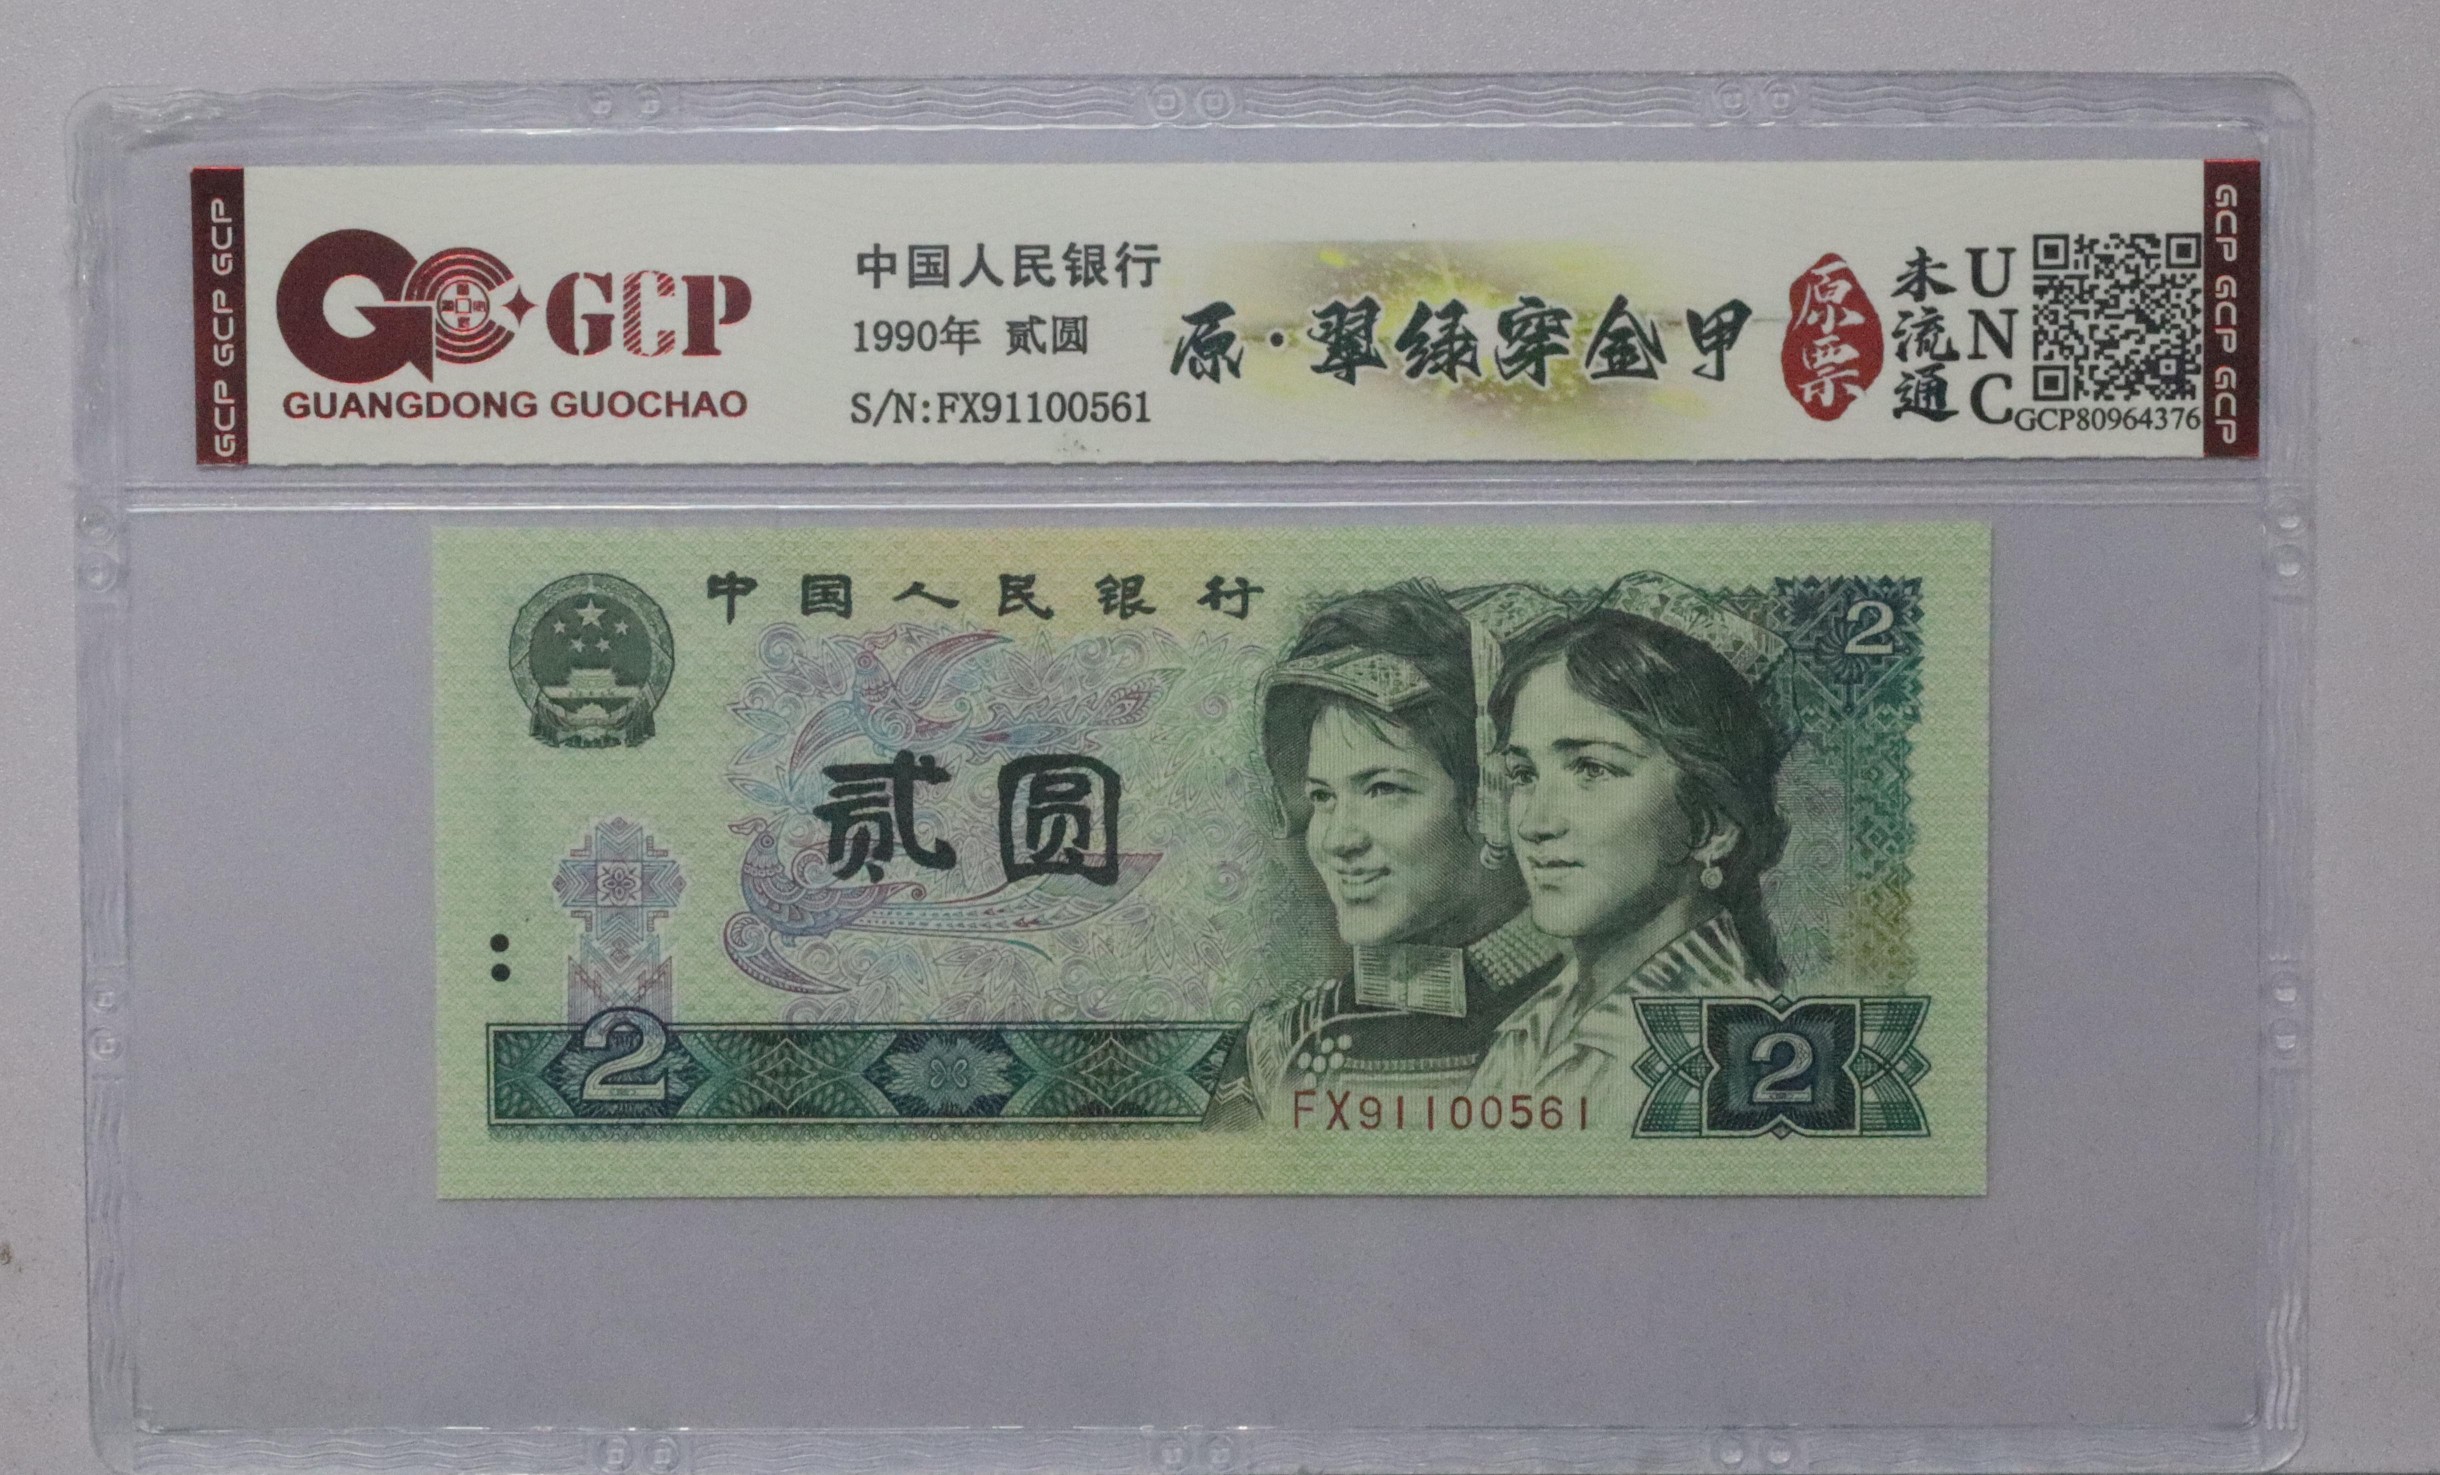 GCP GCP GCP
GCP
GUANGDONG GUOCHAO
中国人民银行
1990年 贰圆
S/N:FX91100561
原·翠绿穿金甲
原票
未流通
UNC
GCP80964376
GCP GCP GCP
中国人民银行
2
贰圆
2
FX91100561
2